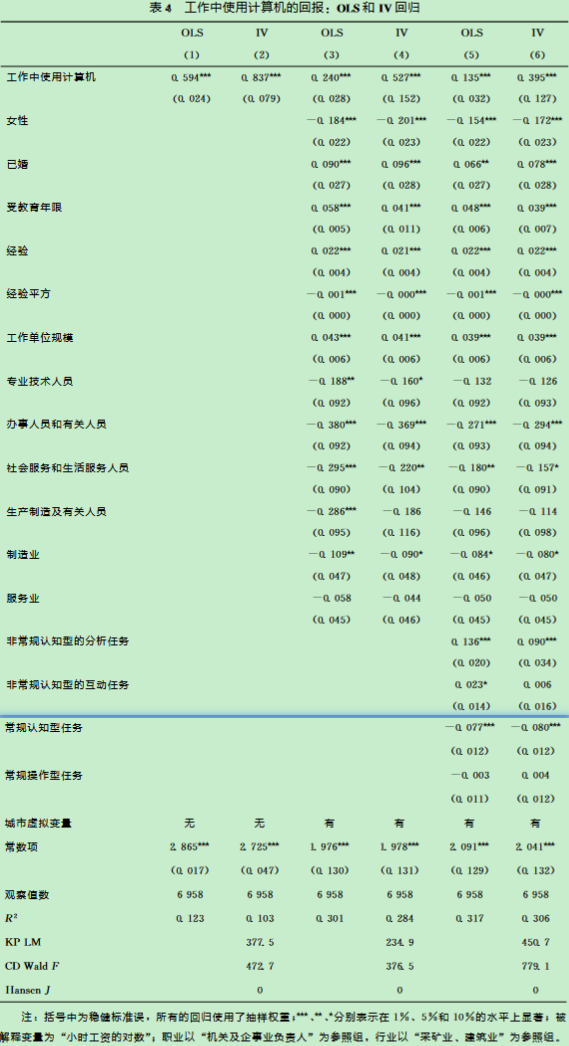 表 4 工作中使用计算机的回报: OLS 和 IV 回归
OLS IV OLS IV OLS IV
(1) (2) (3) (4) (5) (6)
工作中使用计算机 0.594*** 0.837*** 0.240*** 0.527*** 0.135*** 0.395***
(0.024) (0.079) (0.028) (0.152) (0.032) (0.127)
女性 −0.184*** −0.201*** −0.154*** −0.172***
(0.022) (0.023) (0.022) (0.023)
已婚 0.090*** 0.096*** 0.066** 0.078***
(0.027) (0.028) (0.027) (0.028)
受教育年限 0.058*** 0.041*** 0.048*** 0.039***
(0.005) (0.011) (0.006) (0.007)
经验 0.022*** 0.021*** 0.022*** 0.022***
(0.004) (0.004) (0.004) (0.004)
经验平方 −0.001*** −0.000*** −0.001*** −0.000***
(0.000) (0.000) (0.000) (0.000)
工作单位规模 0.043*** 0.041*** 0.039*** 0.039***
(0.006) (0.006) (0.006) (0.006)
专业技术人员 −0.188** −0.160* −0.132 −0.126
(0.092) (0.096) (0.092) (0.093)
办事人员和有关人员 −0.380*** −0.369*** −0.271*** −0.294***
(0.092) (0.094) (0.093) (0.094)
社会服务和生活服务人员 −0.295*** −0.220** −0.180** −0.157*
(0.090) (0.104) (0.090) (0.091)
生产制造及有关人员 −0.286*** −0.186 −0.146 −0.114
(0.095) (0.116) (0.096) (0.098)
制造业 −0.109** −0.090* −0.084* −0.080*
(0.047) (0.048) (0.046) (0.047)
服务业 −0.058 −0.044 −0.050 −0.050
(0.045) (0.046) (0.045) (0.045)
非常规认知型的分析任务 0.136*** 0.090***
(0.020) (0.034)
非常规认知型的互动任务 0.023* 0.006
(0.014) (0.016)
常规认知型任务 −0.077*** −0.080***
(0.012) (0.012)
常规操作型任务 −0.003 0.004
(0.011) (0.012)
城市虚拟变量 无 无 有 有 有 有
常数项 2.865*** 2.725*** 1.976*** 1.978*** 2.091*** 2.041***
(0.017) (0.047) (0.130) (0.131) (0.129) (0.132)
观察值数 6 958 6 958 6 958 6 958 6 958 6 958
R² 0.123 0.103 0.301 0.284 0.317 0.306
KP LM 377.5 234.9 450.7
CD Wald F 472.7 376.5 779.1
Hansen J 0 0 0
注: 括号中为稳健标准误, 所有的回归使用了抽样权重; ***、**、*分别表示在 1%、5%和 10%的水平上显著; 被
解释变量为“小时工资的对数”; 职业以“机关及企事业负责人”为参照组, 行业以“采矿业、建筑业”为参照组。